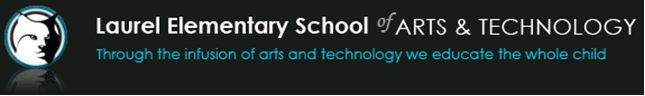 Laurel Elementary School of ARTS & TECHNOLOGY
Through the infusion of arts and technology we educate the whole child